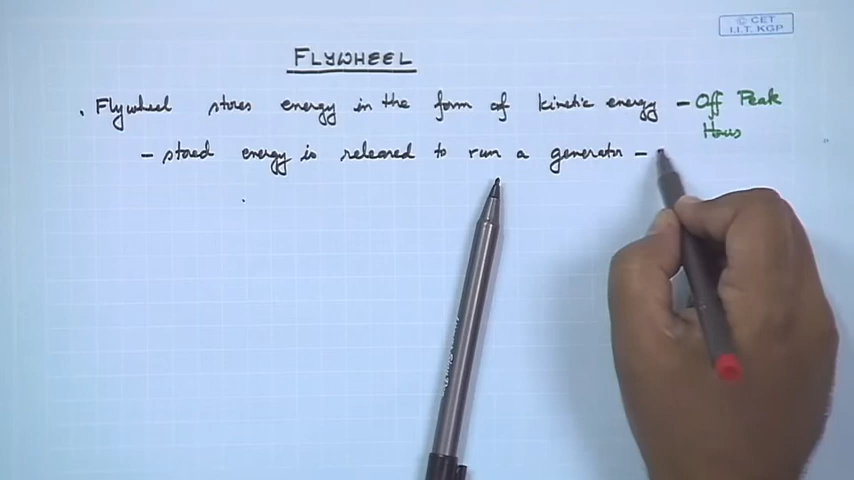 © CET
I.I.T. KGP
FLYWHEEL
. Flywheel stores energy in the form of kinetic energy – Off Peak
Hours
– stored energy is released to run a generator –